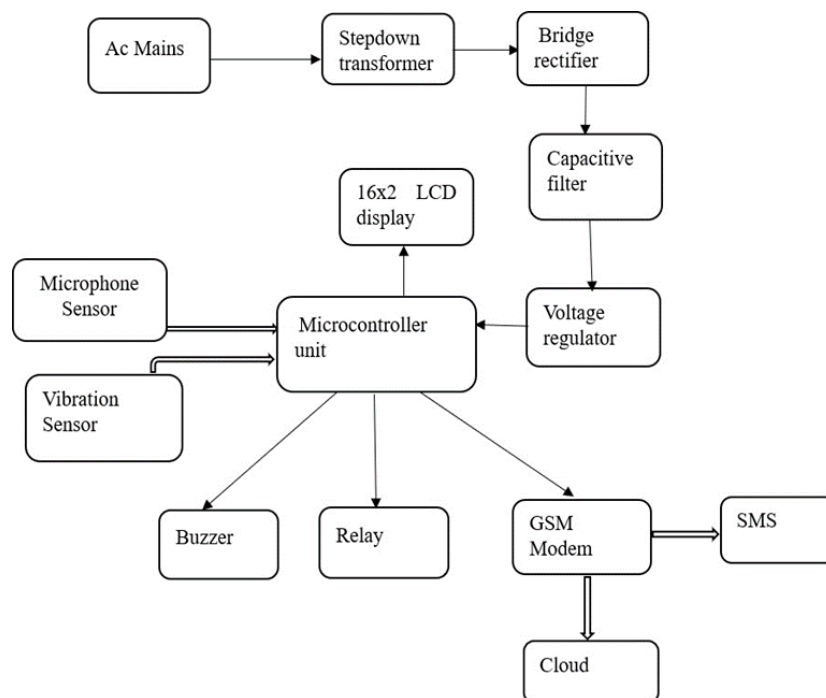 Ac Mains
Stepdown
transformer
Bridge
rectifier
Capacitive
filter
16x2 LCD
display
Microphone
Sensor
Microcontroller
unit
Voltage
regulator
Vibration
Sensor
Buzzer
Relay
GSM
Modem
SMS
Cloud